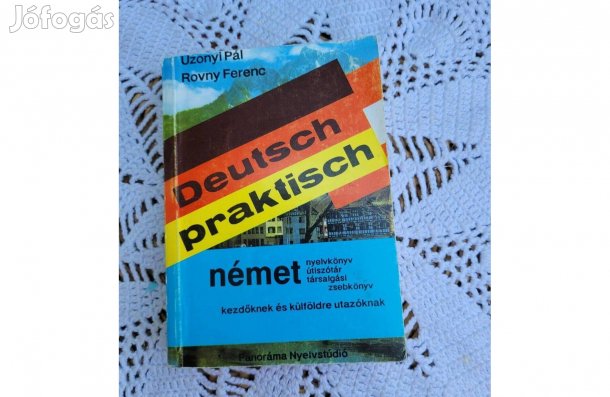 Jófogás
Uzonyi Pál
Rovny Ferenc
Deutsch
praktisch
német
nyelvkönyv
útiszótár
társalgási
zsebkönyv
kezdőknek és külföldre utazóknak
Panoráma Nyelvstúdió